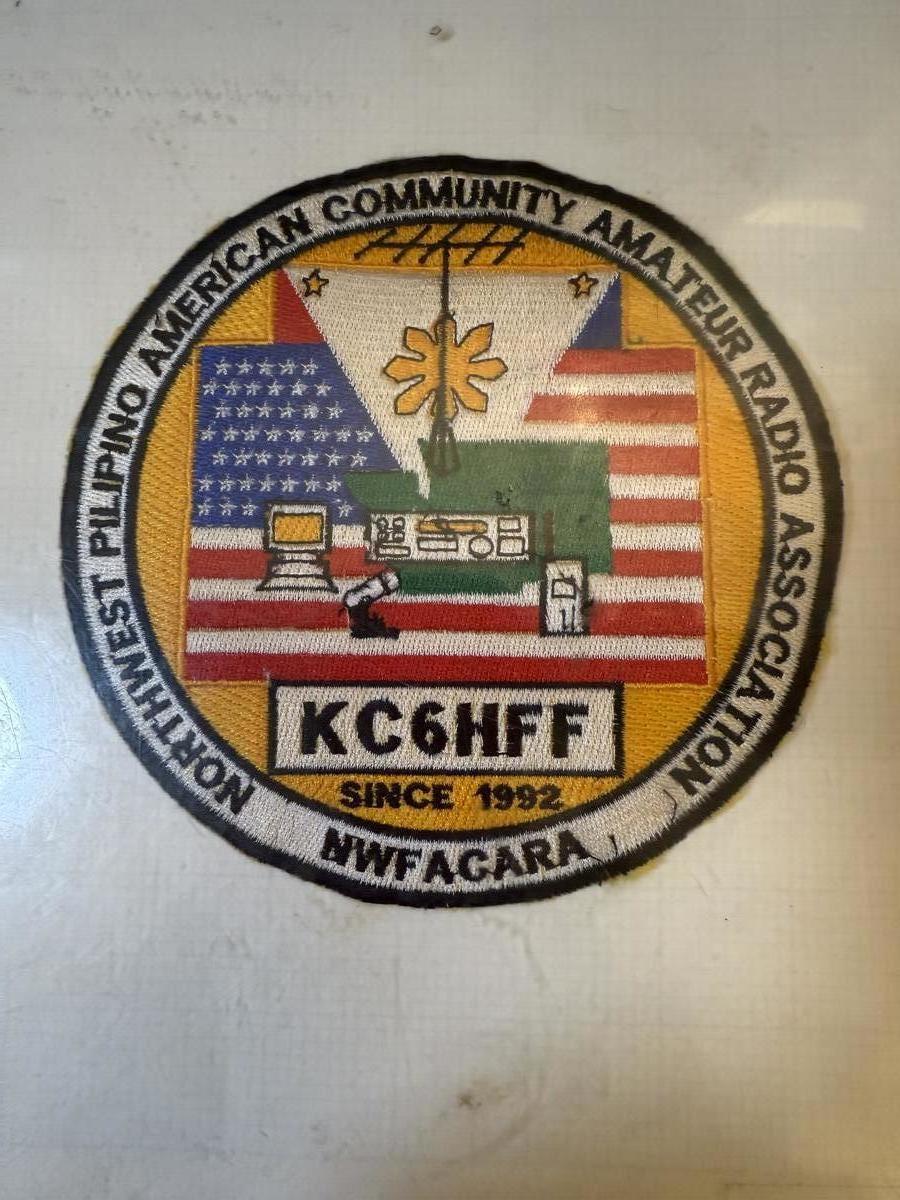 NORTHWEST PILIPINO AMERICAN COMMUNITY AMATEUR RADIO ASSOCIATION
KC6HFF
SINCE 1992
NWFACARA